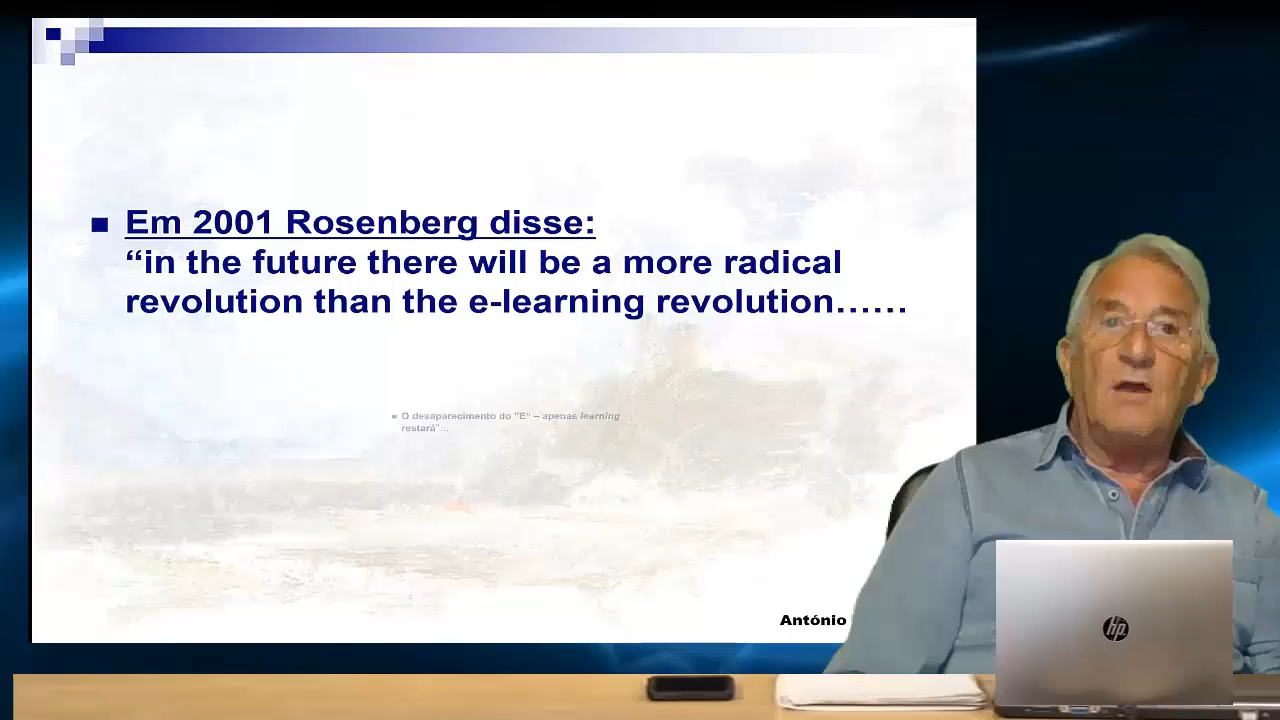 Em 2001 Rosenberg disse:
“in the future there will be a more radical
revolution than the e-learning revolution……
O desaparecimento do "E" – apenas learning
restará"...
António
hp